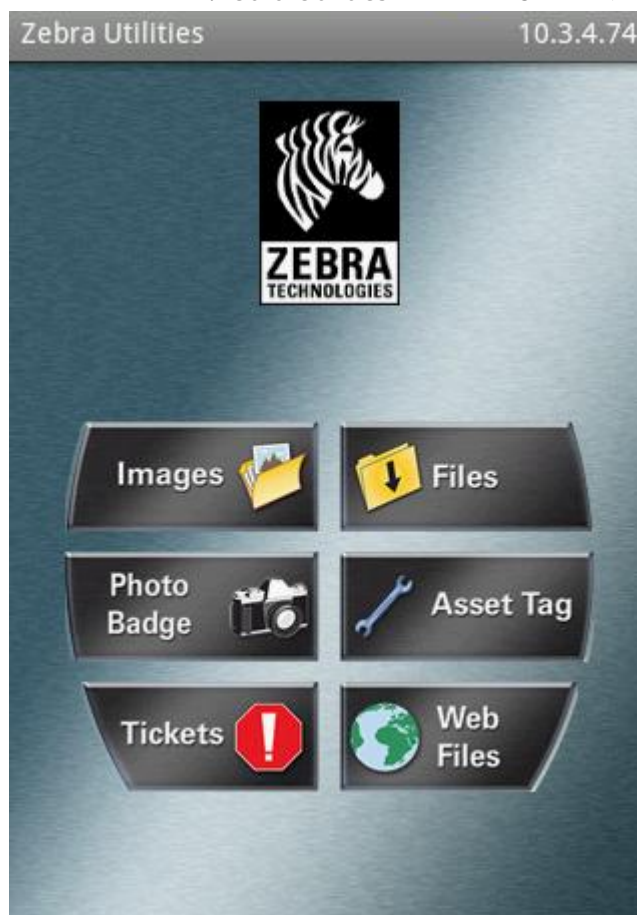 Zebra Utilities 10.3.4.74
ZEBRA
TECHNOLOGIES
Images
Files
Photo
Badge
Asset Tag
Tickets
!
Web
Files